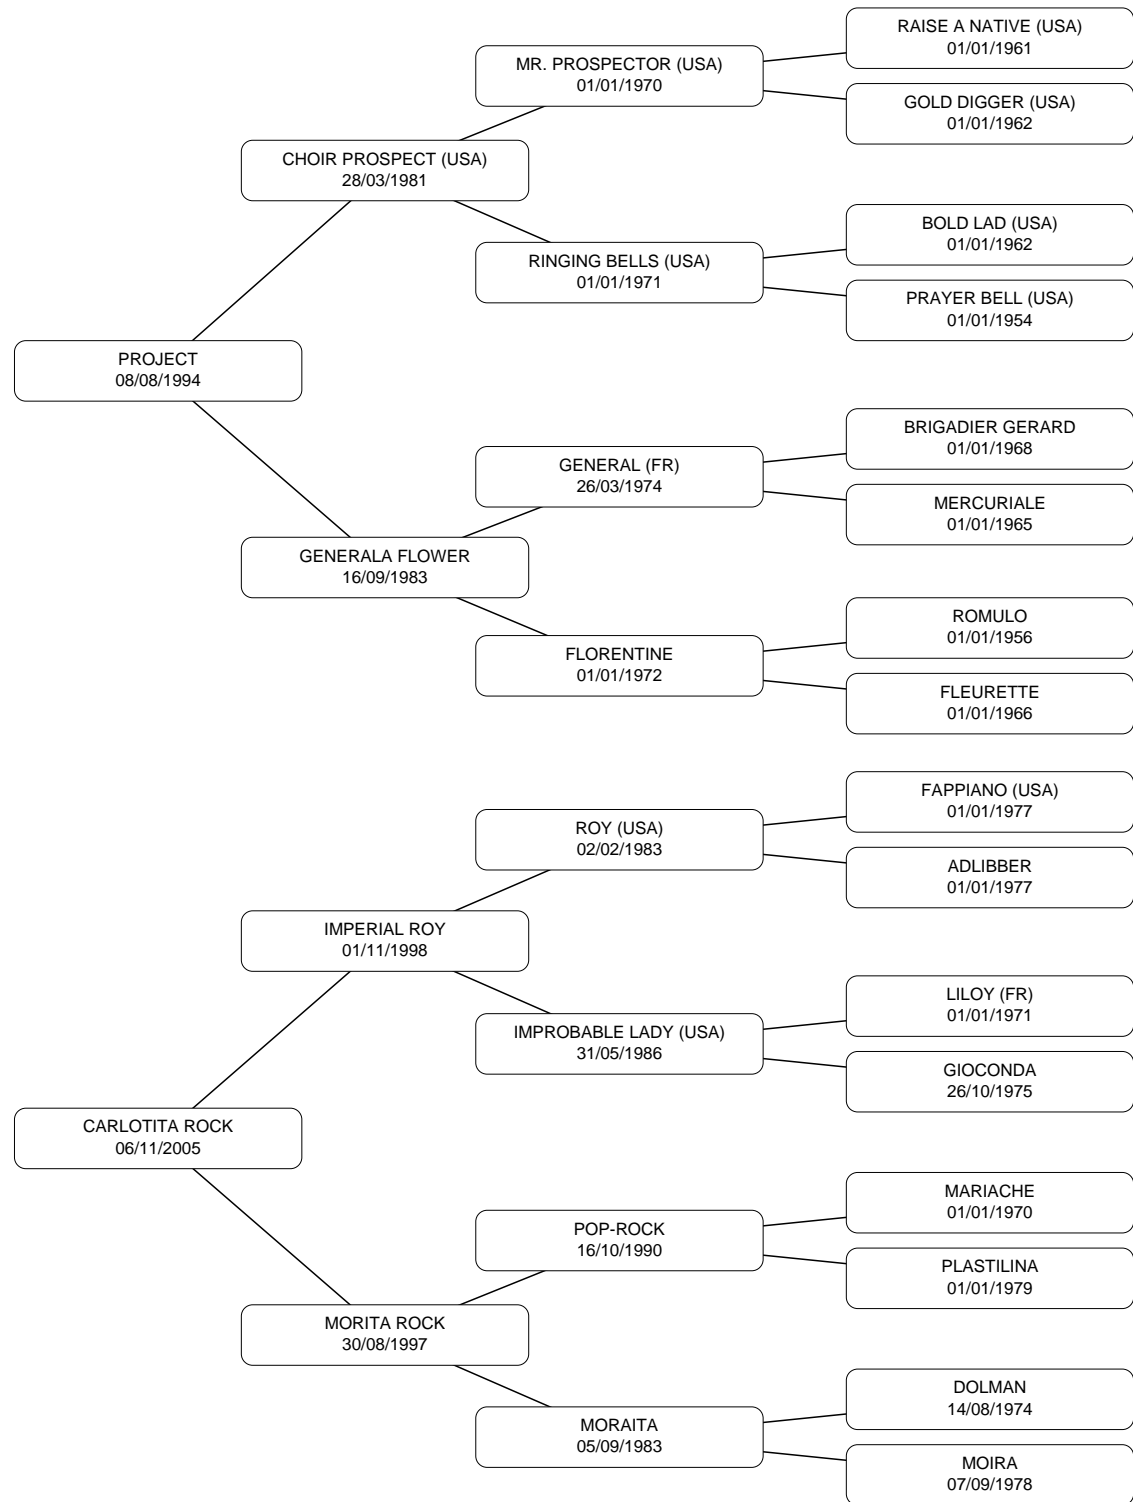 RAISE A NATIVE (USA)
01/01/1961
MR. PROSPECTOR (USA)
01/01/1970
GOLD DIGGER (USA)
01/01/1962
CHOIR PROSPECT (USA)
28/03/1981
BOLD LAD (USA)
01/01/1962
RINGING BELLS (USA)
01/01/1971
PRAYER BELL (USA)
01/01/1954
PROJECT
08/08/1994
BRIGADIER GERARD
01/01/1968
GENERAL (FR)
26/03/1974
MERCURIALE
01/01/1965
GENERALA FLOWER
16/09/1983
ROMULO
01/01/1956
FLORENTINE
01/01/1972
FLEURETTE
01/01/1966
FAPPIANO (USA)
01/01/1977
ROY (USA)
02/02/1983
ADLIBBER
01/01/1977
IMPERIAL ROY
01/11/1998
LILOY (FR)
01/01/1971
IMPROBABLE LADY (USA)
31/05/1986
GIOCONDA
26/10/1975
CARLOTITA ROCK
06/11/2005
MARIACHE
01/01/1970
POP-ROCK
16/10/1990
PLASTILINA
01/01/1979
MORITA ROCK
30/08/1997
DOLMAN
14/08/1974
MORAITA
05/09/1983
MOIRA
07/09/1978